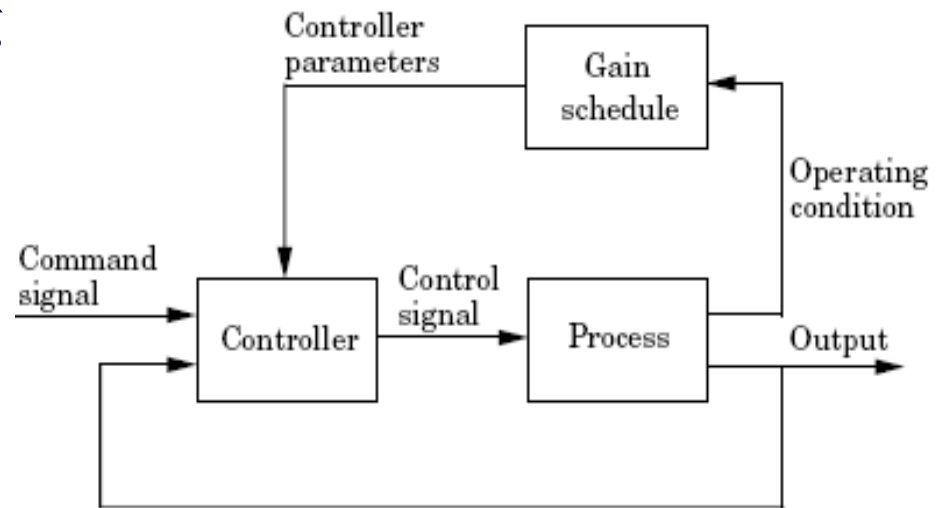 Controller
parameters
Gain
schedule
Operating
condition
Command
signal
Control
signal
Controller
Process
Output